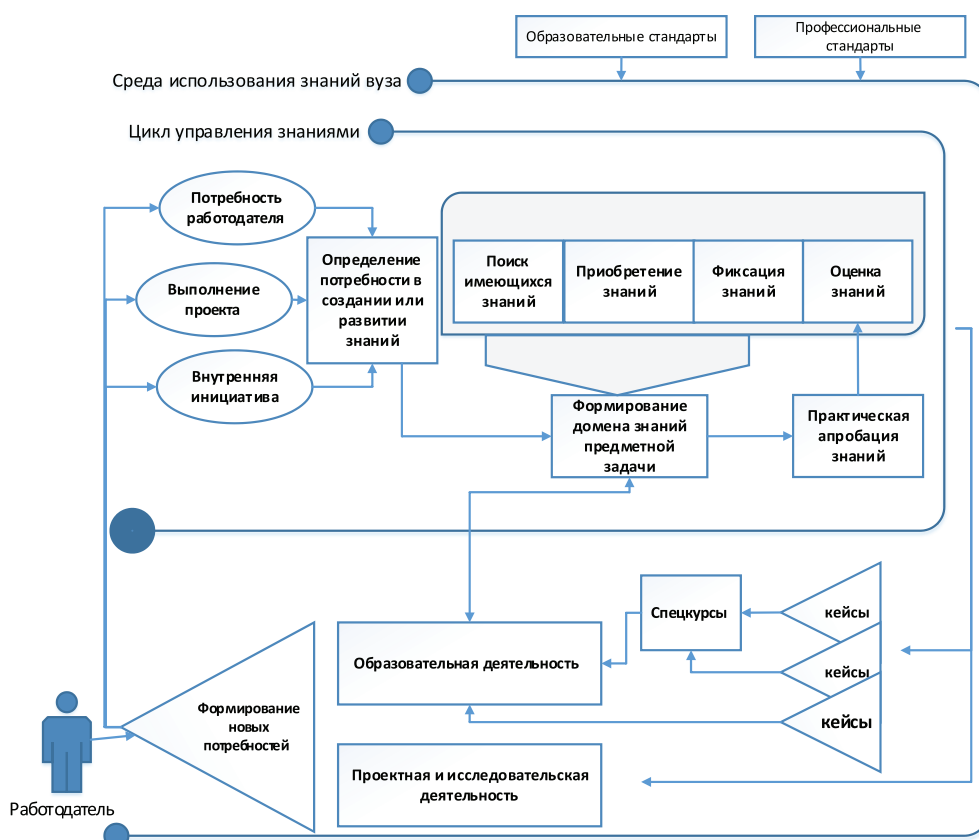 Образовательные стандарты
Профессиональные
стандарты
Среда использования знаний вуза
Цикл управления знаниями
Потребность
работодателя
Выполнение
проекта
Внутренняя
инициатива
Определение
потребности в
создании или
развитии
знаний
Поиск
имеющихся
знаний
Приобретение
знаний
Фиксация
знаний
Оценка
знаний
Формирование
домена знаний
предметной
задачи
Практическая
апробация
знаний
Спецкурсы
кейсы
кейсы
кейсы
Образовательная деятельность
Формирование
новых
потребностей
Проектная и исследовательская
деятельность
Работодатель